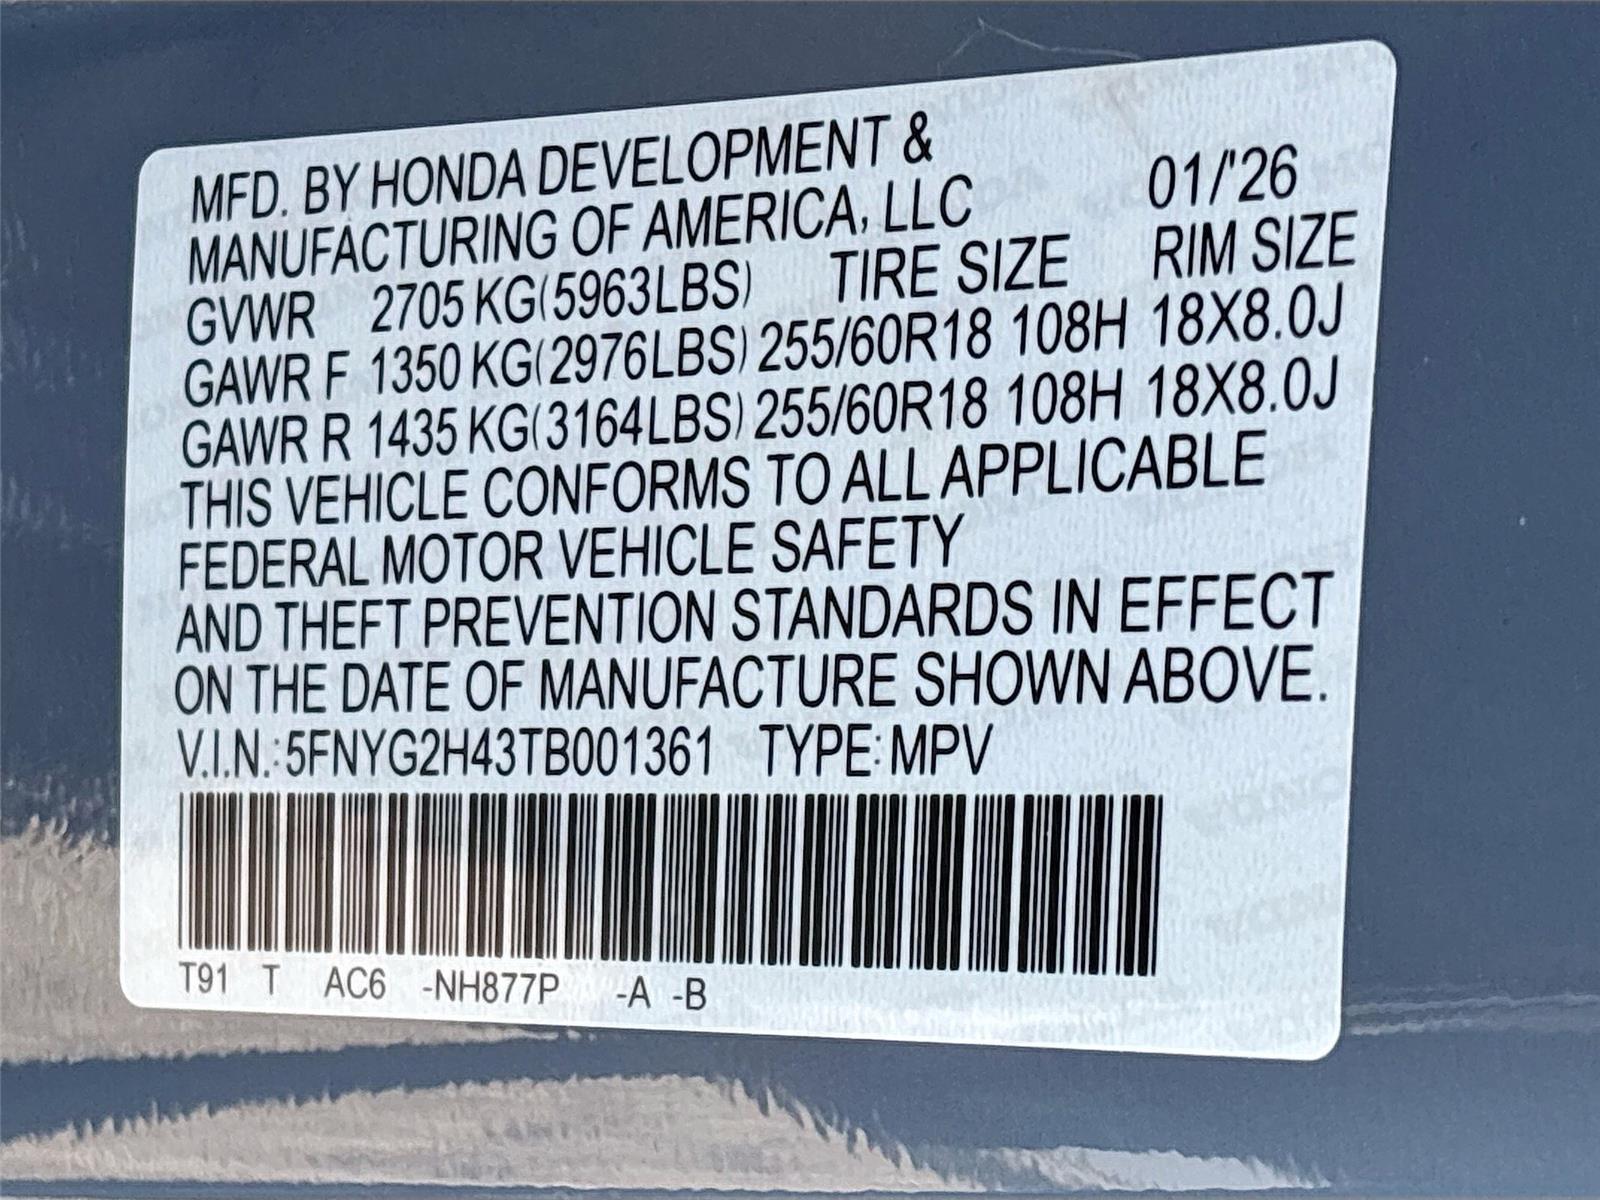 MFD. BY HONDA DEVELOPMENT &
MANUFACTURING OF AMERICA, LLC 01/'26
GVWR 2705 KG(5963LBS) TIRE SIZE RIM SIZE
GAWR F 1350 KG(2976LBS) 255/60R18 108H 18X8.0J
GAWR R 1435 KG(3164LBS) 255/60R18 108H 18X8.0J
THIS VEHICLE CONFORMS TO ALL APPLICABLE
FEDERAL MOTOR VEHICLE SAFETY
AND THEFT PREVENTION STANDARDS IN EFFECT
ON THE DATE OF MANUFACTURE SHOWN ABOVE.
V.I.N.:5FNYG2H43TB001361 TYPE:MPV
T91 T AC6 -NH877P -A -B